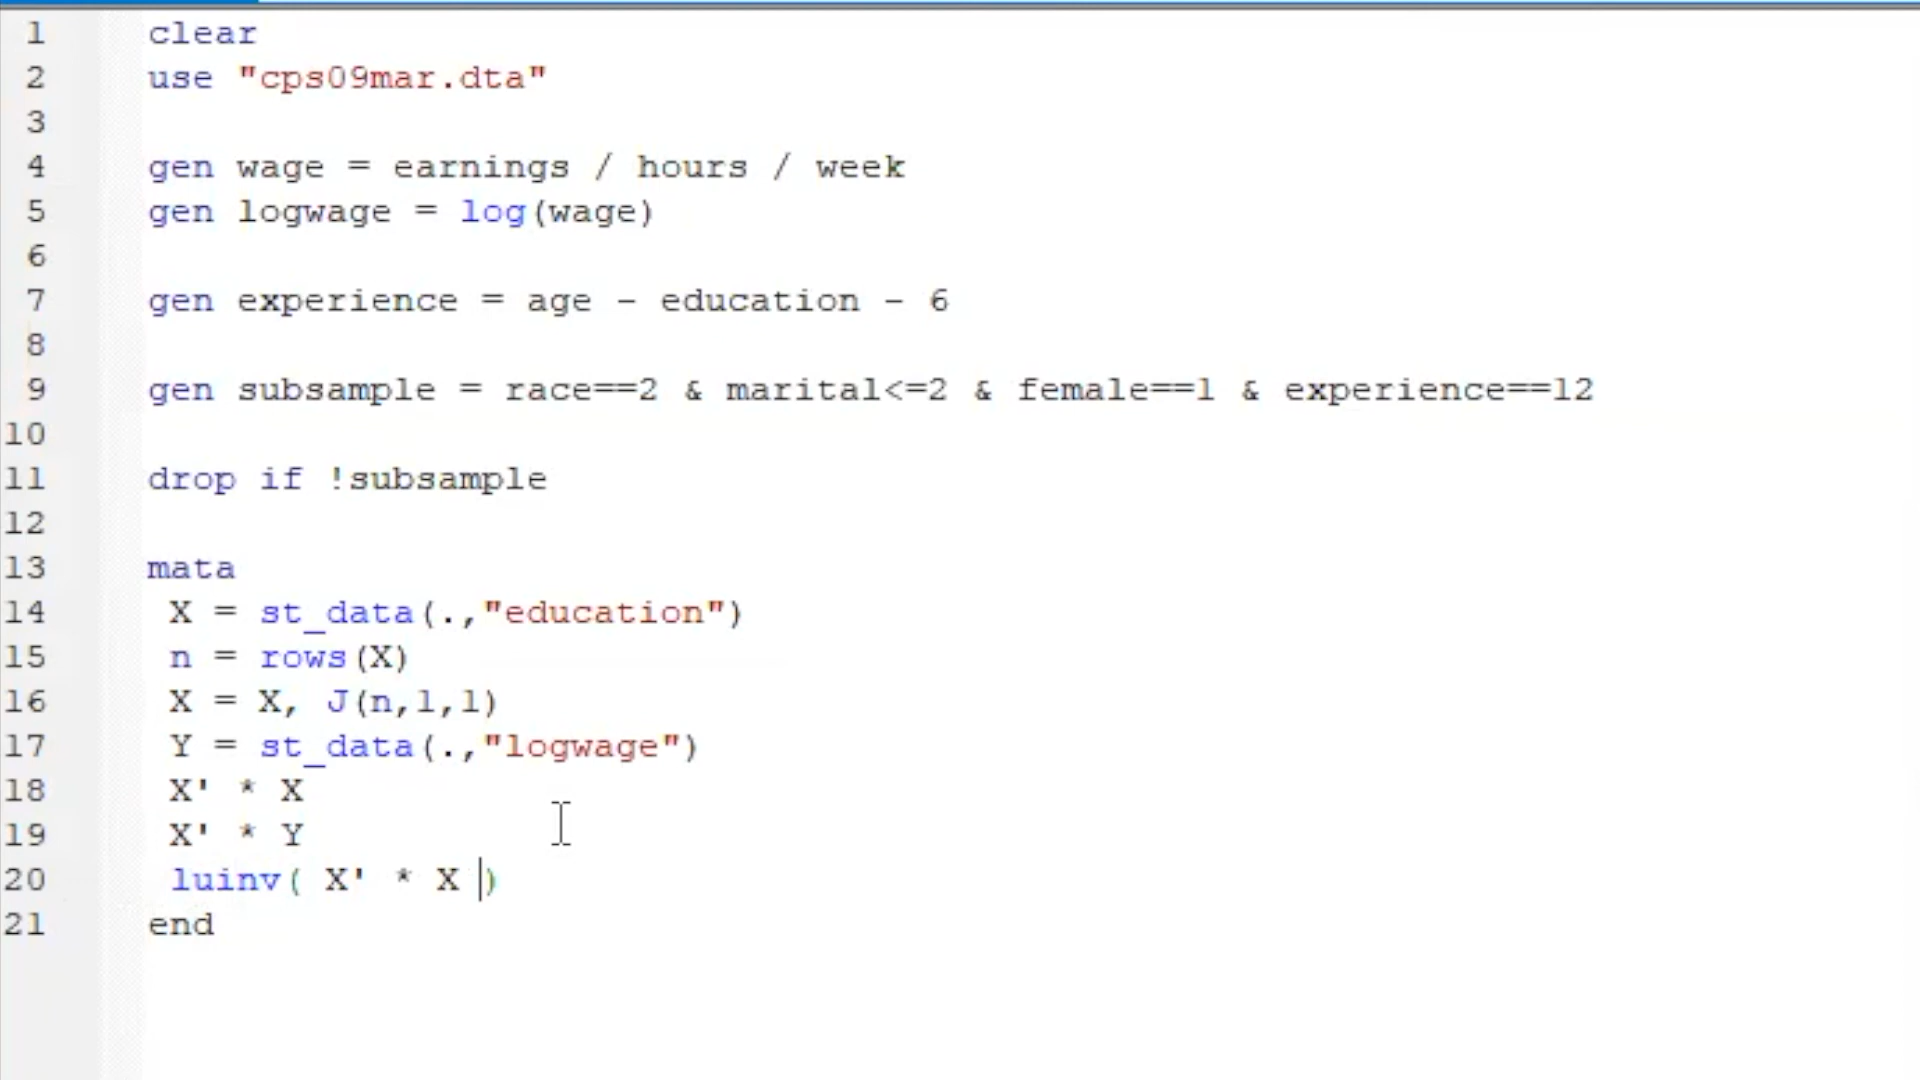 1 clear
2 use "cps09mar.dta"
3
4 gen wage = earnings / hours / week
5 gen logwage = log(wage)
6
7 gen experience = age - education - 6
8
9 gen subsample = race==2 & marital<=2 & female==1 & experience==12
10
11 drop if !subsample
12
13 mata
14 X = st_data(.,"education")
15 n = rows(X)
16 X = X, J(n,1,1)
17 Y = st_data(.,"logwage")
18 X' * X
19 X' * Y
20 luinv( X' * X )
21 end